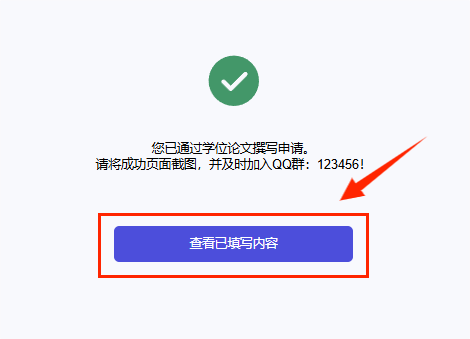 您已通过学位论文撰写申请。
请将成功页面截图，并及时加入QQ群：123456！
查看已填写内容